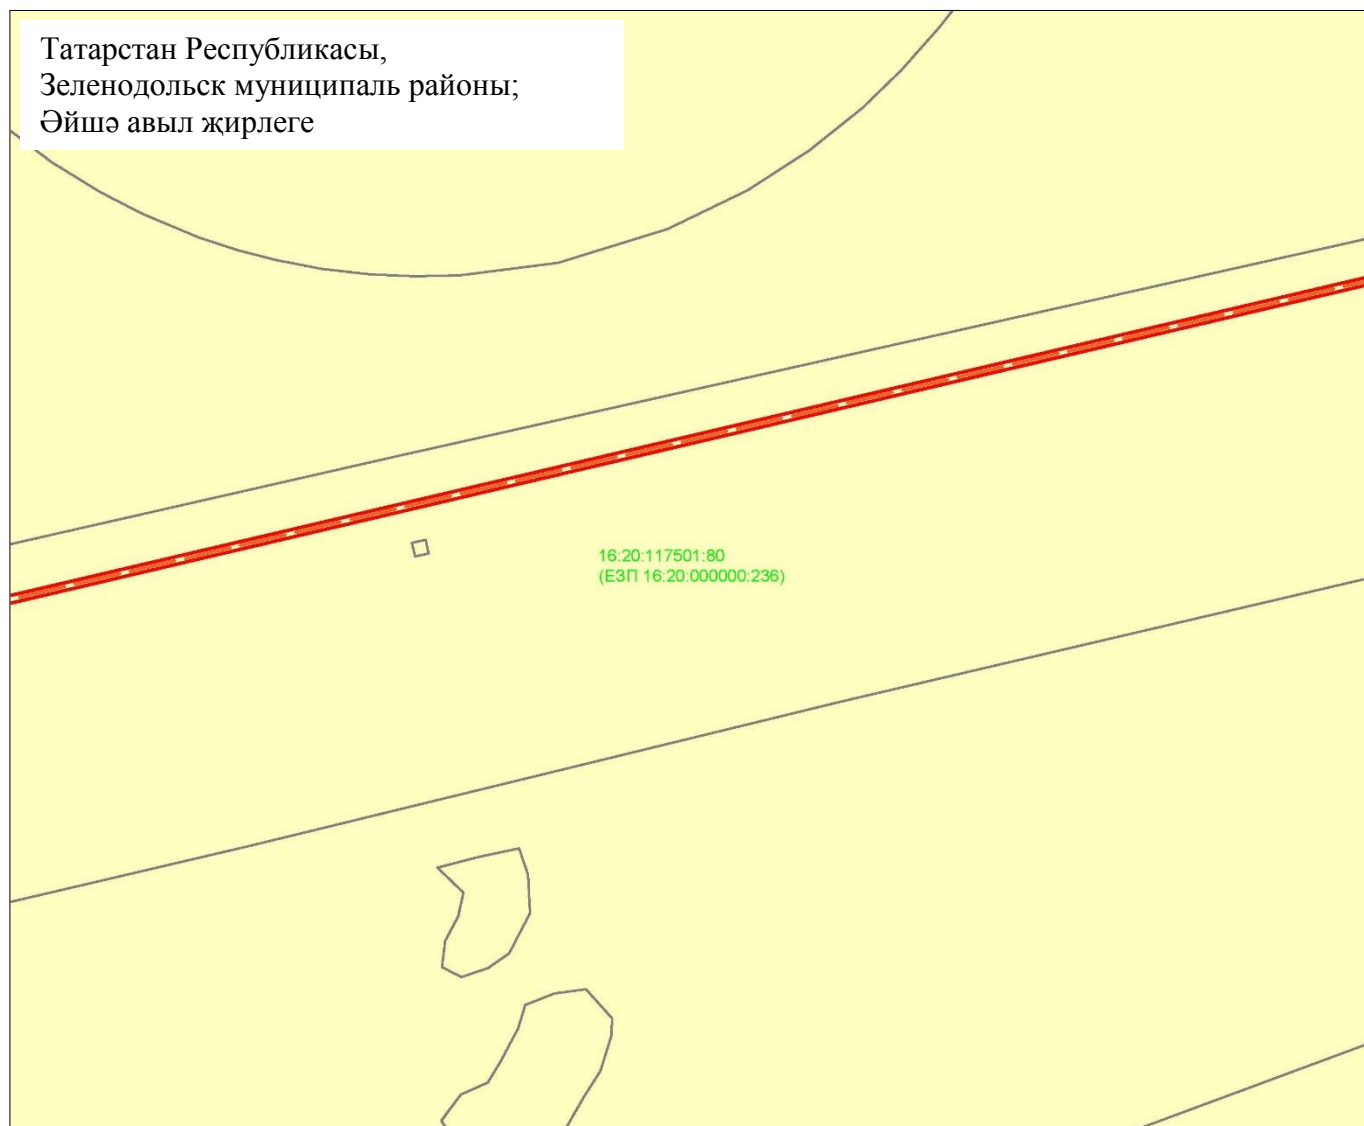 Татарстан Республикасы,
Зеленодольск муниципаль районы;
Әйшә авыл җирлеге
16:20:117501:80
(ЕЗП 16:20:000000:236)